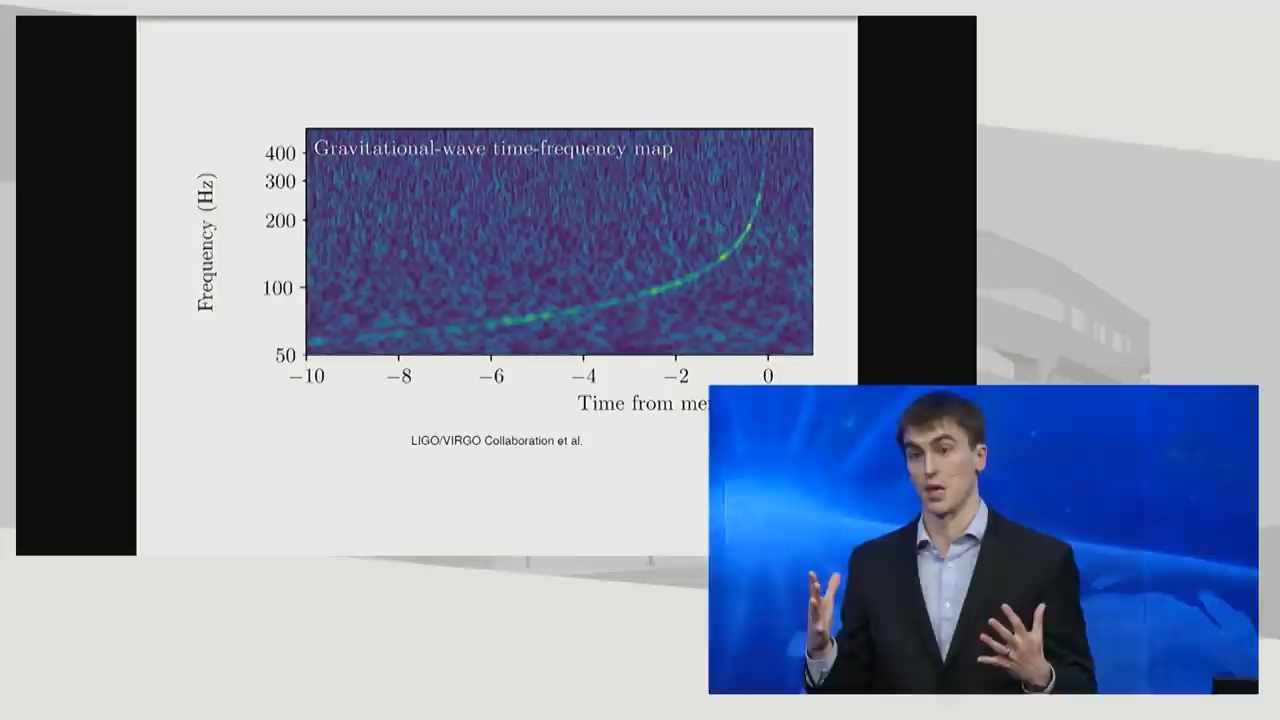 Gravitational-wave time-frequency map
Frequency (Hz)
400
300
200
100
50
−10 −8 −6 −4 −2 0
Time from
LIGO/VIRGO Collaboration et al.